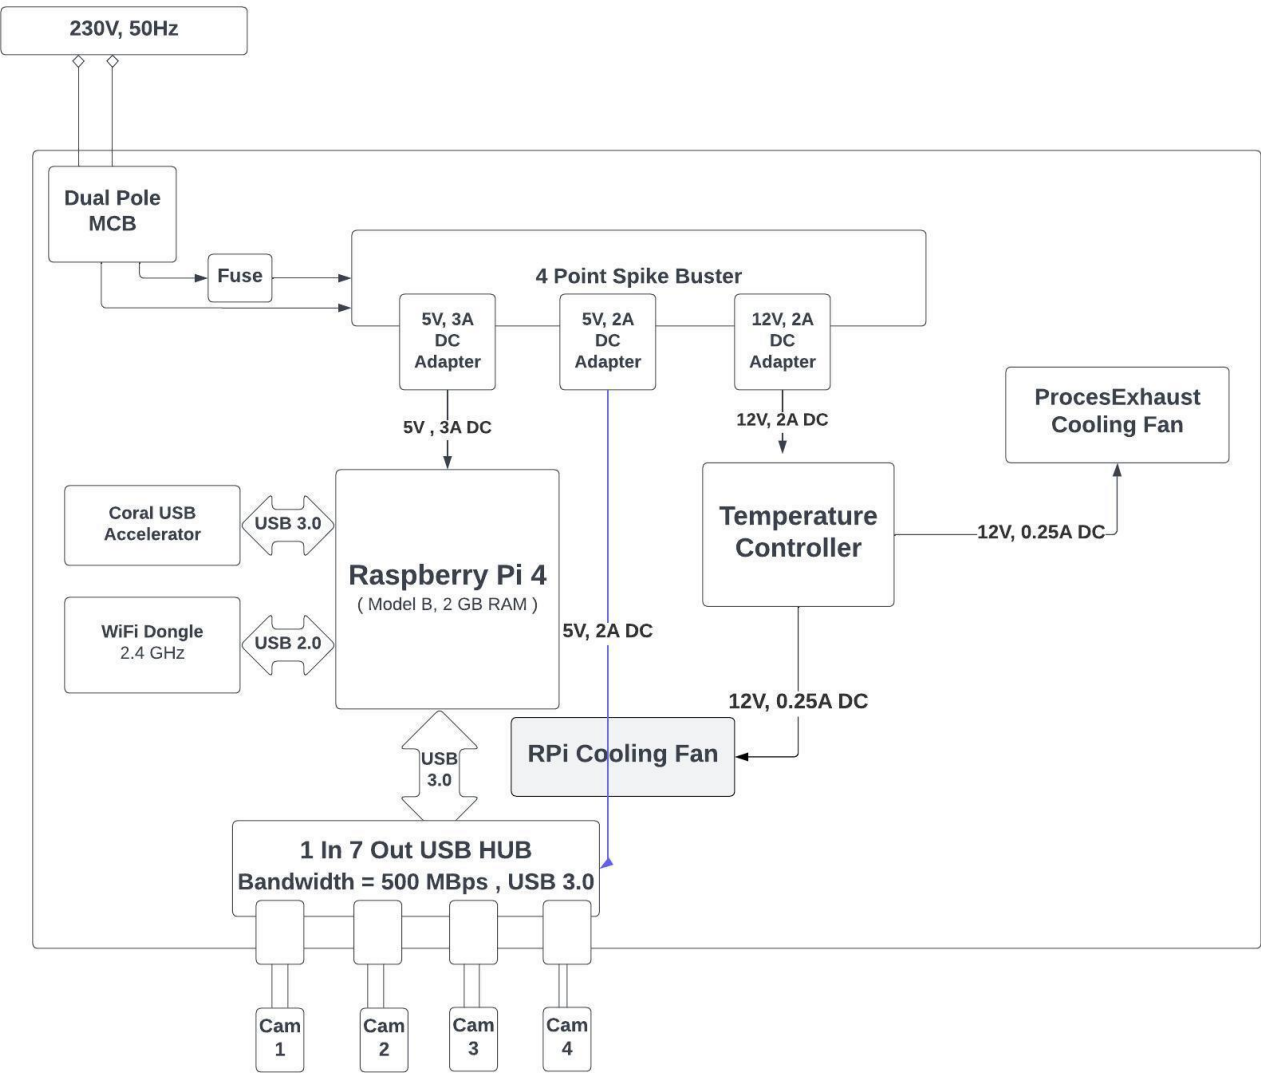 230V, 50Hz
Dual Pole
MCB
Fuse
4 Point Spike Buster
5V, 3A
DC
Adapter
5V, 2A
DC
Adapter
12V, 2A
DC
Adapter
5V , 3A DC
12V, 2A DC
ProcesExhaust
Cooling Fan
Coral USB
Accelerator
USB 3.0
Raspberry Pi 4
( Model B, 2 GB RAM )
Temperature
Controller
12V, 0.25A DC
WiFi Dongle
2.4 GHz
USB 2.0
5V, 2A DC
12V, 0.25A DC
USB
3.0
RPi Cooling Fan
1 In 7 Out USB HUB
Bandwidth = 500 MBps , USB 3.0
Cam
1
Cam
2
Cam
3
Cam
4